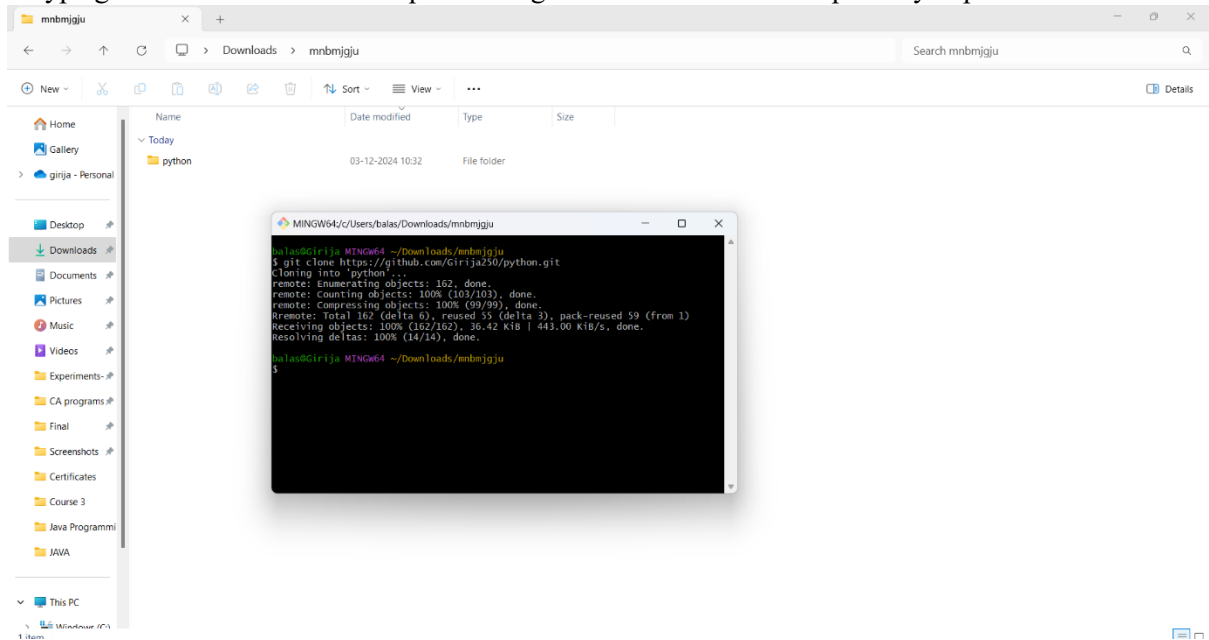 mnbmjgju
Downloads > mnbmjgju
Search mnbmjgju
New
Sort
View
Details
Name
Date modified
Type
Size
Home
Gallery
girija - Personal
Desktop
Downloads
Documents
Pictures
Music
Videos
Experiments-
CA programs
Final
Screenshots
Certificates
Course 3
Java Programmi
JAVA
This PC
Windows (C:)
1 item
Today
python
03-12-2024 10:32
File folder
MINGW64:/c/Users/balas/Downloads/mnbmjgju
balas@Girija MINGW64 ~/Downloads/mnbmjgju
$ git clone https://github.com/Girija250/python.git
Cloning into 'python'...
remote: Enumerating objects: 162, done.
remote: Counting objects: 100% (103/103), done.
remote: Compressing objects: 100% (99/99), done.
Rremote: Total 162 (delta 6), reused 55 (delta 3), pack-reused 59 (from 1)
Receiving objects: 100% (162/162), 36.42 KiB | 443.00 KiB/s, done.
Resolving deltas: 100% (14/14), done.
balas@Girija MINGW64 ~/Downloads/mnbmjgju
$